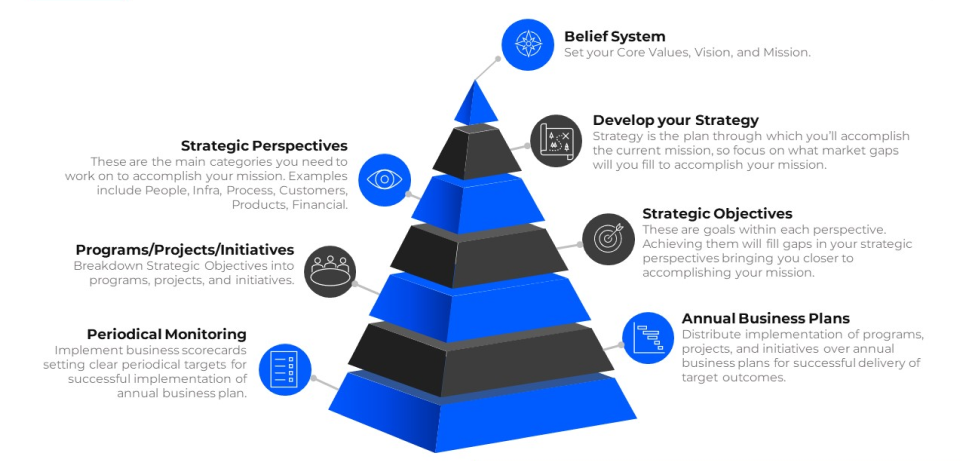 Belief System
Set your Core Values, Vision, and Mission.
Develop your Strategy
Strategy is the plan through which you'll accomplish
the current mission, so focus on what market gaps
will you fill to accomplish your mission.
Strategic Perspectives
These are the main categories you need to
work on to accomplish your mission. Examples
include People, Infra, Process, Customers,
Products, Financial.
Strategic Objectives
These are goals within each perspective.
Achieving them will fill gaps in your strategic
perspectives bringing you closer to
accomplishing your mission.
Programs/Projects/Initiatives
Breakdown Strategic Objectives into
programs, projects, and initiatives.
Annual Business Plans
Distribute implementation of programs,
projects, and initiatives over annual
business plans for successful delivery of
target outcomes.
Periodical Monitoring
Implement business scorecards
setting clear periodical targets for
successful implementation of
annual business plan.